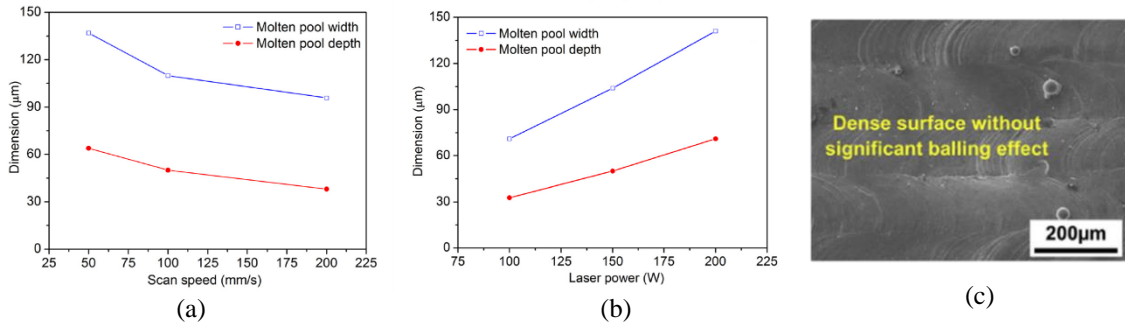 150
120
90
60
30
0
Dimension (μm)
Molten pool width
Molten pool depth
25 50 75 100 125 150 175 200 225
Scan speed (mm/s)
(a)
150
120
90
60
30
0
Dimension (μm)
Molten pool width
Molten pool depth
75 100 125 150 175 200 225
Laser power (W)
(b)
Dense surface without
significant balling effect
200μm
(c)